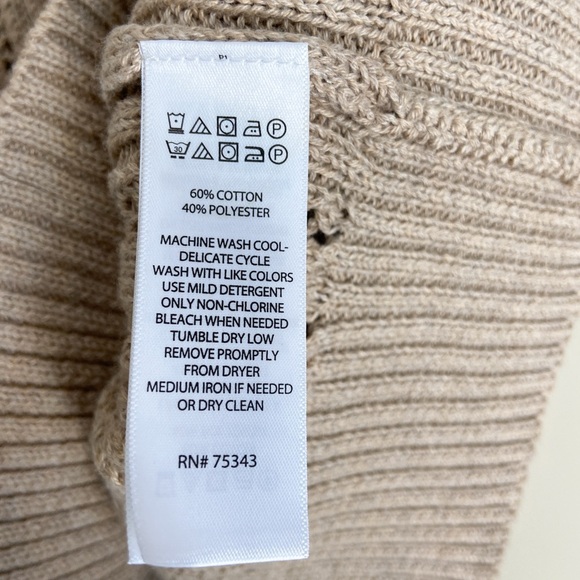 P1
P
30 P
60% COTTON
40% POLYESTER
MACHINE WASH COOL-
DELICATE CYCLE
WASH WITH LIKE COLORS
USE MILD DETERGENT
ONLY NON-CHLORINE
BLEACH WHEN NEEDED
TUMBLE DRY LOW
REMOVE PROMPTLY
FROM DRYER
MEDIUM IRON IF NEEDED
OR DRY CLEAN
RN# 75343